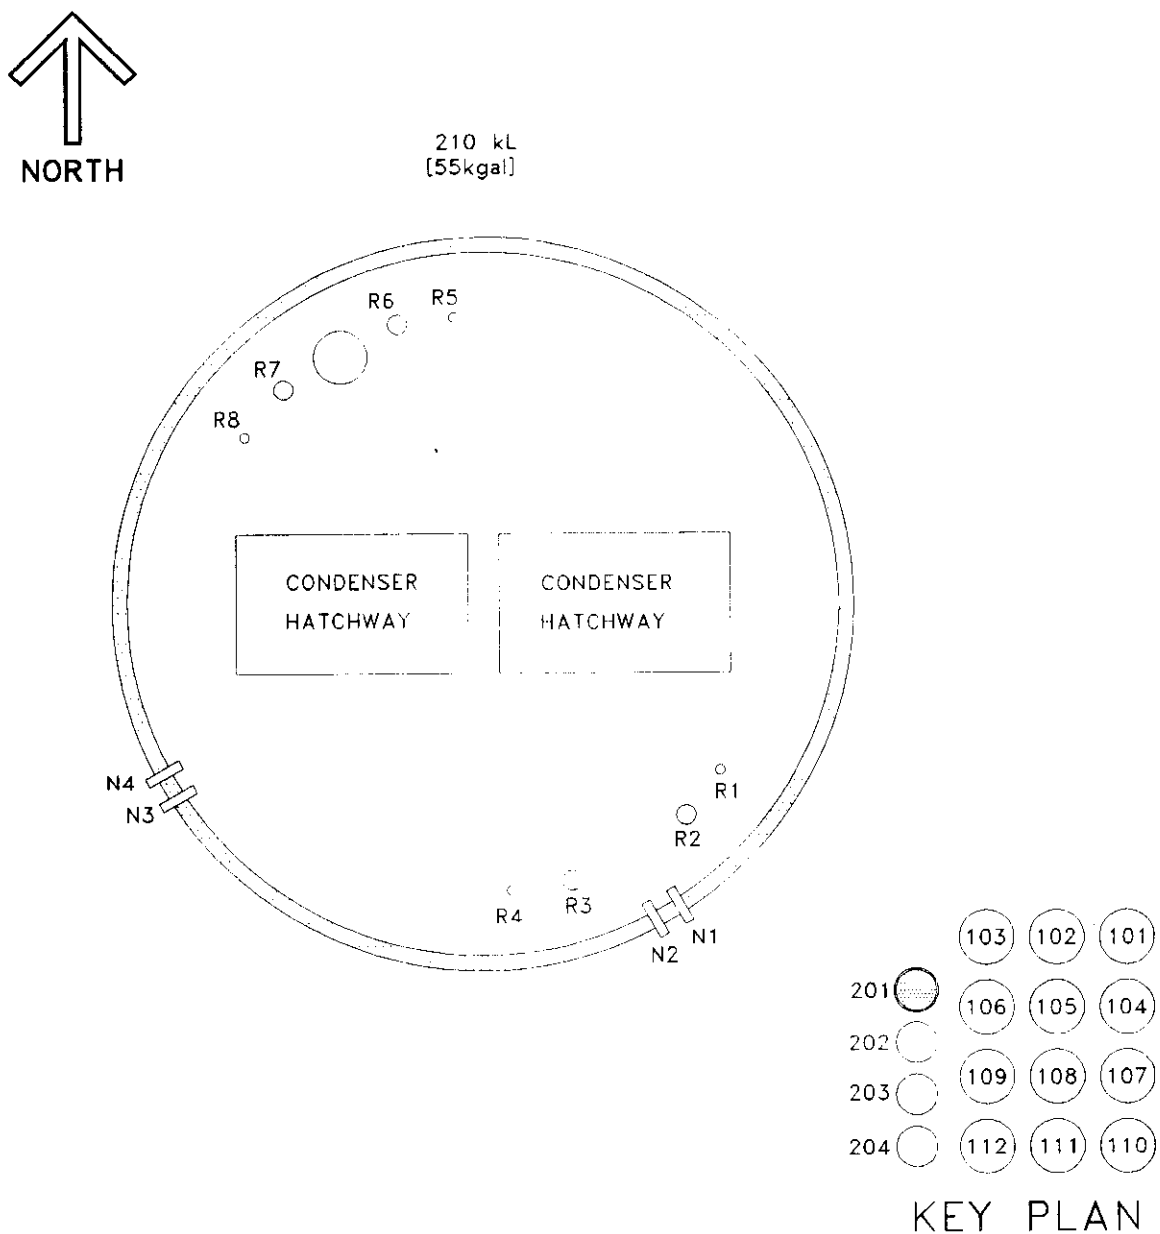 NORTH
210 kL
[55kgal]
R6
R5
R7
R8
CONDENSER
HATCHWAY
CONDENSER
HATCHWAY
N4
N3
R1
R2
R3
R4
N1
N2
103 102 101
201
106 105 104
202
109 108 107
203
204
112 111 110
KEY PLAN